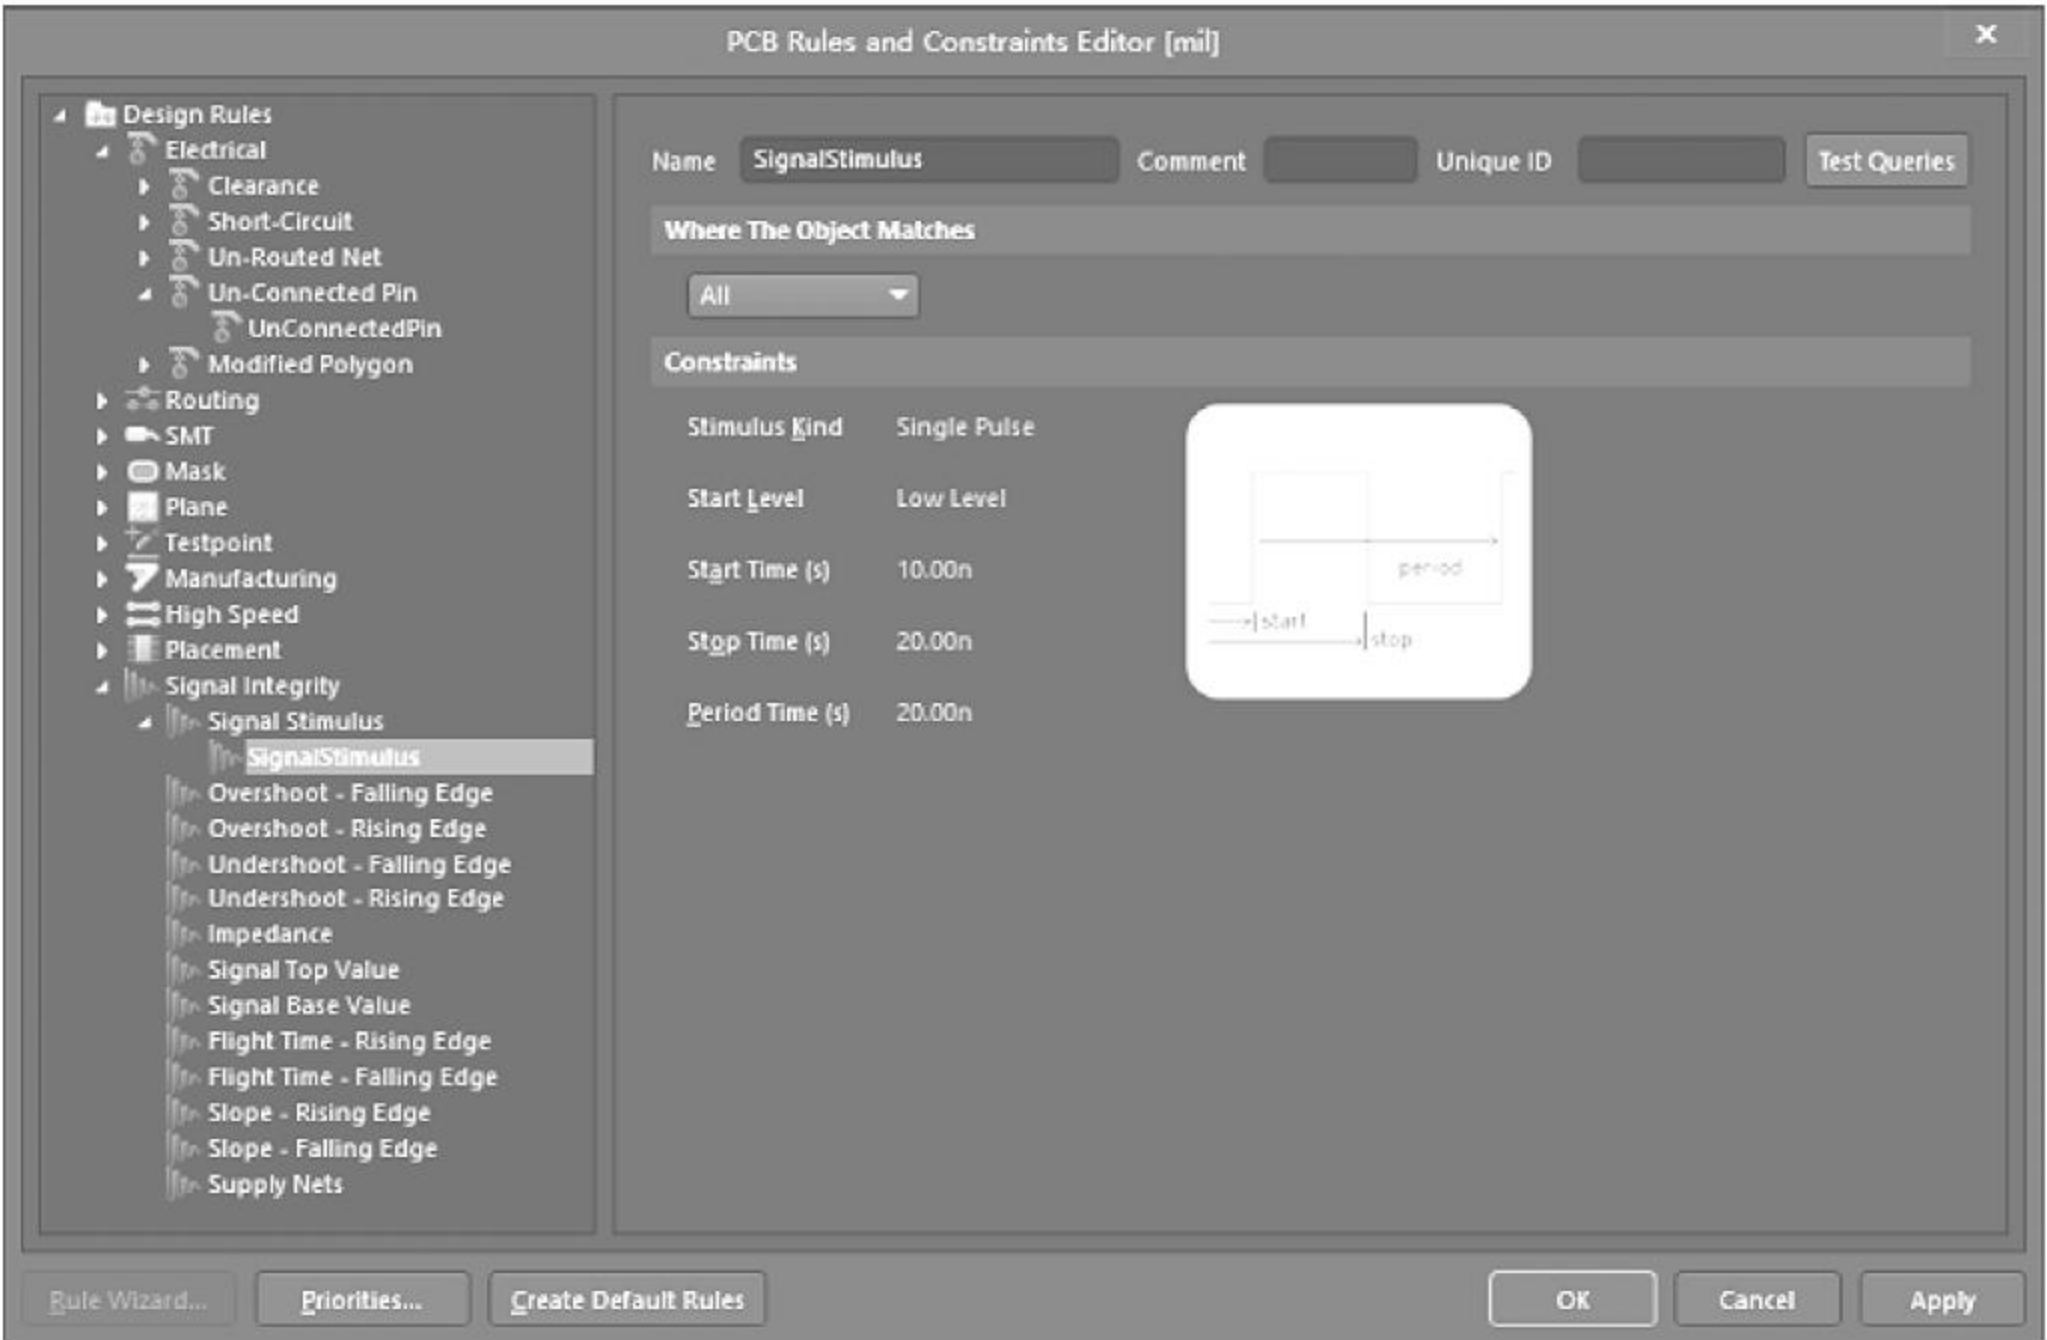 PCB Rules and Constraints Editor [mil]
Design Rules
Electrical
Clearance
Short-Circuit
Un-Routed Net
Un-Connected Pin
UnConnectedPin
Modified Polygon
Routing
SMT
Mask
Plane
Testpoint
Manufacturing
High Speed
Placement
Signal Integrity
Signal Stimulus
SignalStimulus
Overshoot - Falling Edge
Overshoot - Rising Edge
Undershoot - Falling Edge
Undershoot - Rising Edge
Impedance
Signal Top Value
Signal Base Value
Flight Time - Rising Edge
Flight Time - Falling Edge
Slope - Rising Edge
Slope - Falling Edge
Supply Nets
Name SignalStimulus Comment Unique ID Test Queries
Where The Object Matches
All
Constraints
Stimulus Kind Single Pulse
Start Level Low Level
Start Time (s) 10.00n
Stop Time (s) 20.00n
Period Time (s) 20.00n
period
start
stop
Rule Wizard... Priorities... Create Default Rules OK Cancel Apply